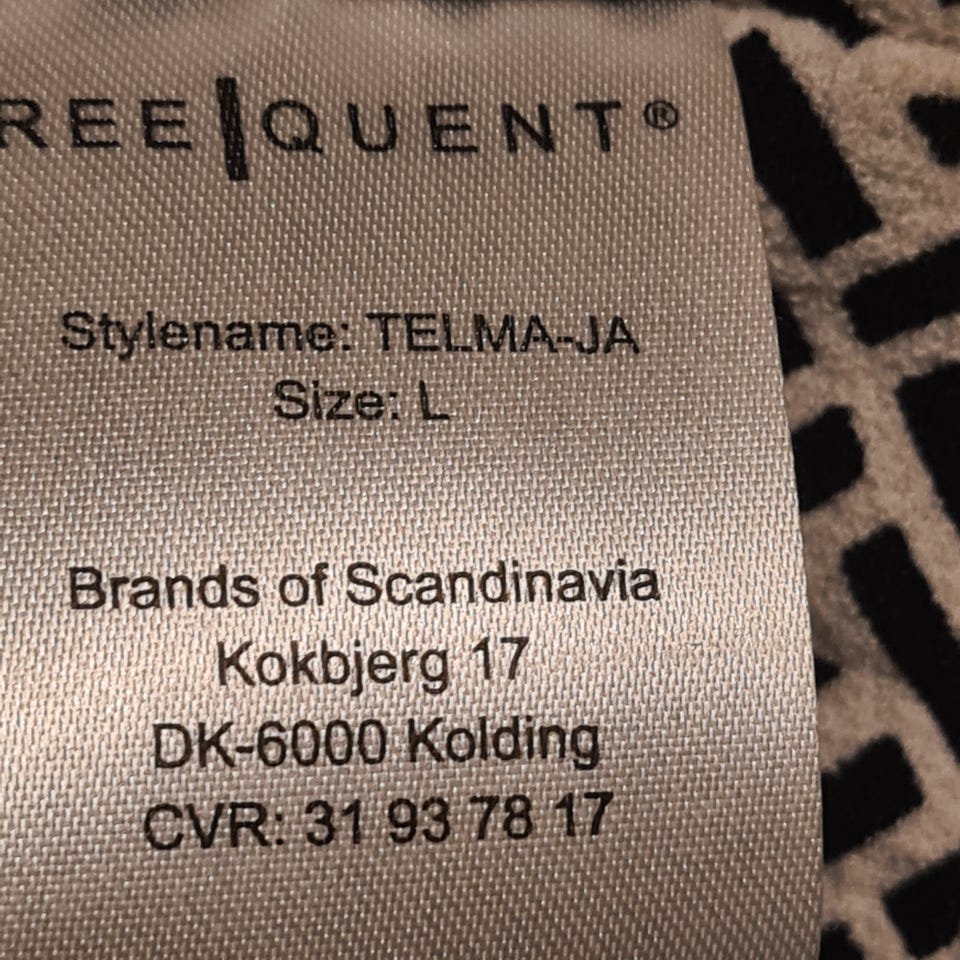 REE|QUENT®
Stylename: TELMA-JA
Size: L
Brands of Scandinavia
Kokbjerg 17
DK-6000 Kolding
CVR: 31 93 78 17